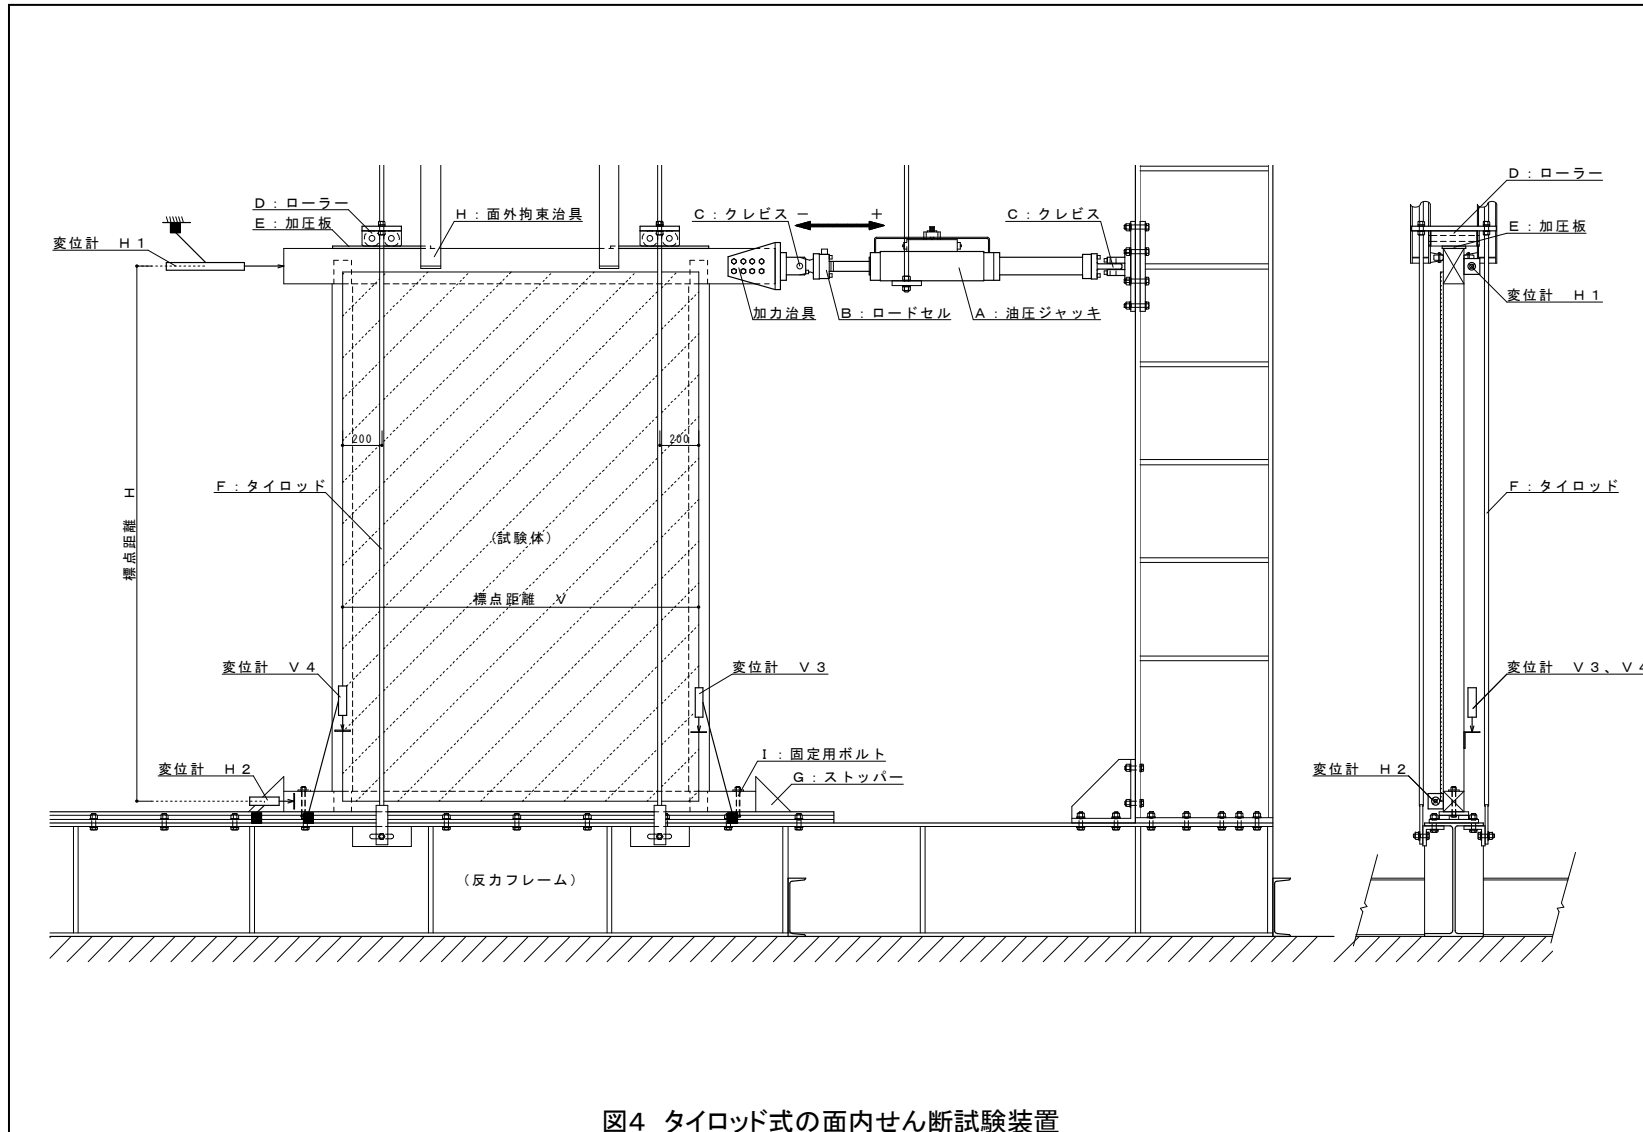 D：ローラー
E：加圧板
H：面外拘束治具
C：クレビス
－
＋
C：クレビス
D：ローラー
E：加圧板
変位計　H1
変位計　H1
加力治具
B：ロードセル
A：油圧ジャッキ
200
200
F：タイロッド
F：タイロッド
標点距離　H
(試験体)
標点距離　V
変位計　V4
変位計　V3
変位計　V3、V4
変位計　H2
I：固定用ボルト
G：ストッパー
変位計　H2
(反力フレーム)
図4　タイロッド式の面内せん断試験装置